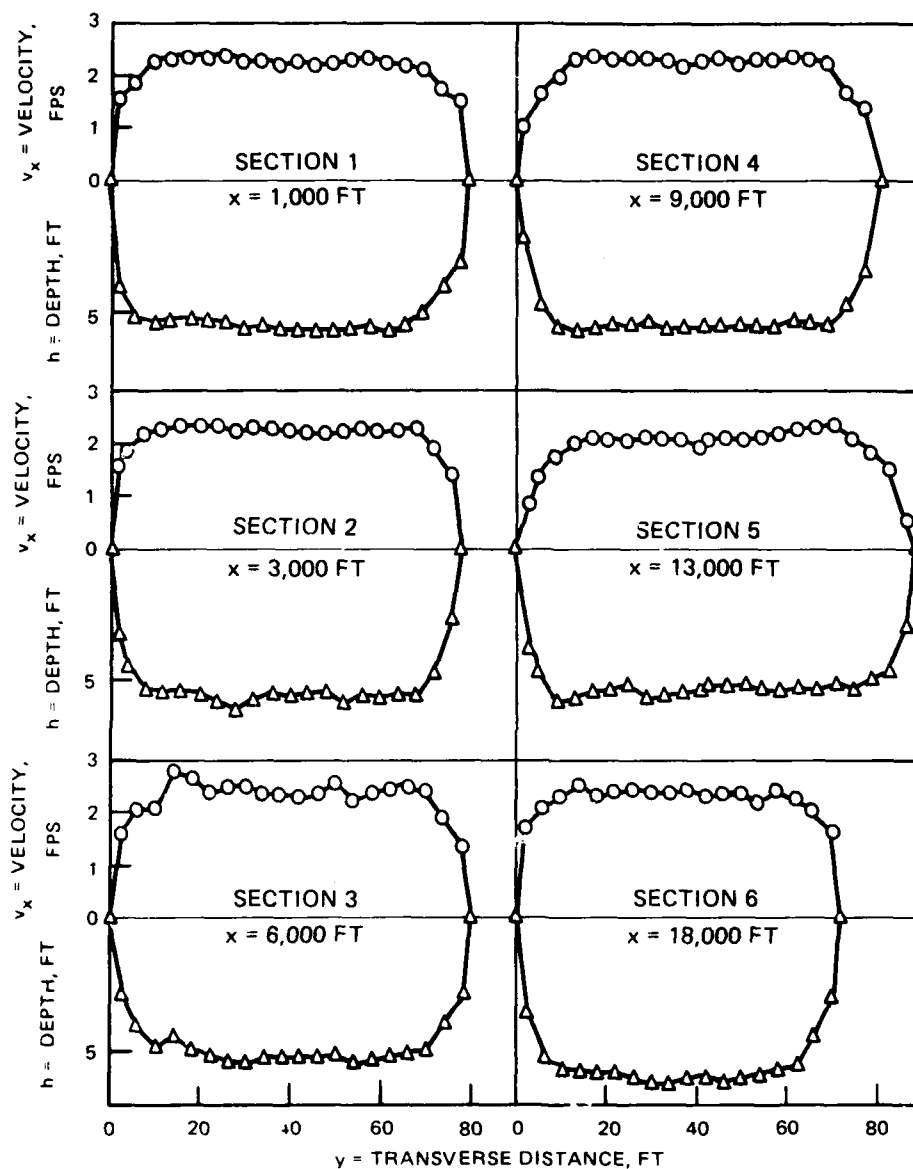 3
2
1
0
5
v_x = VELOCITY, FPS
h = DEPTH, FT
SECTION 1
x = 1,000 FT
SECTION 4
x = 9,000 FT
3
2
1
0
5
v_x = VELOCITY, FPS
h = DEPTH, FT
SECTION 2
x = 3,000 FT
SECTION 5
x = 13,000 FT
3
2
1
0
5
v_x = VELOCITY, FPS
h = DEPTH, FT
SECTION 3
x = 6,000 FT
SECTION 6
x = 18,000 FT
0 20 40 60 80 0 20 40 60 80
y = TRANSVERSE DISTANCE, FT